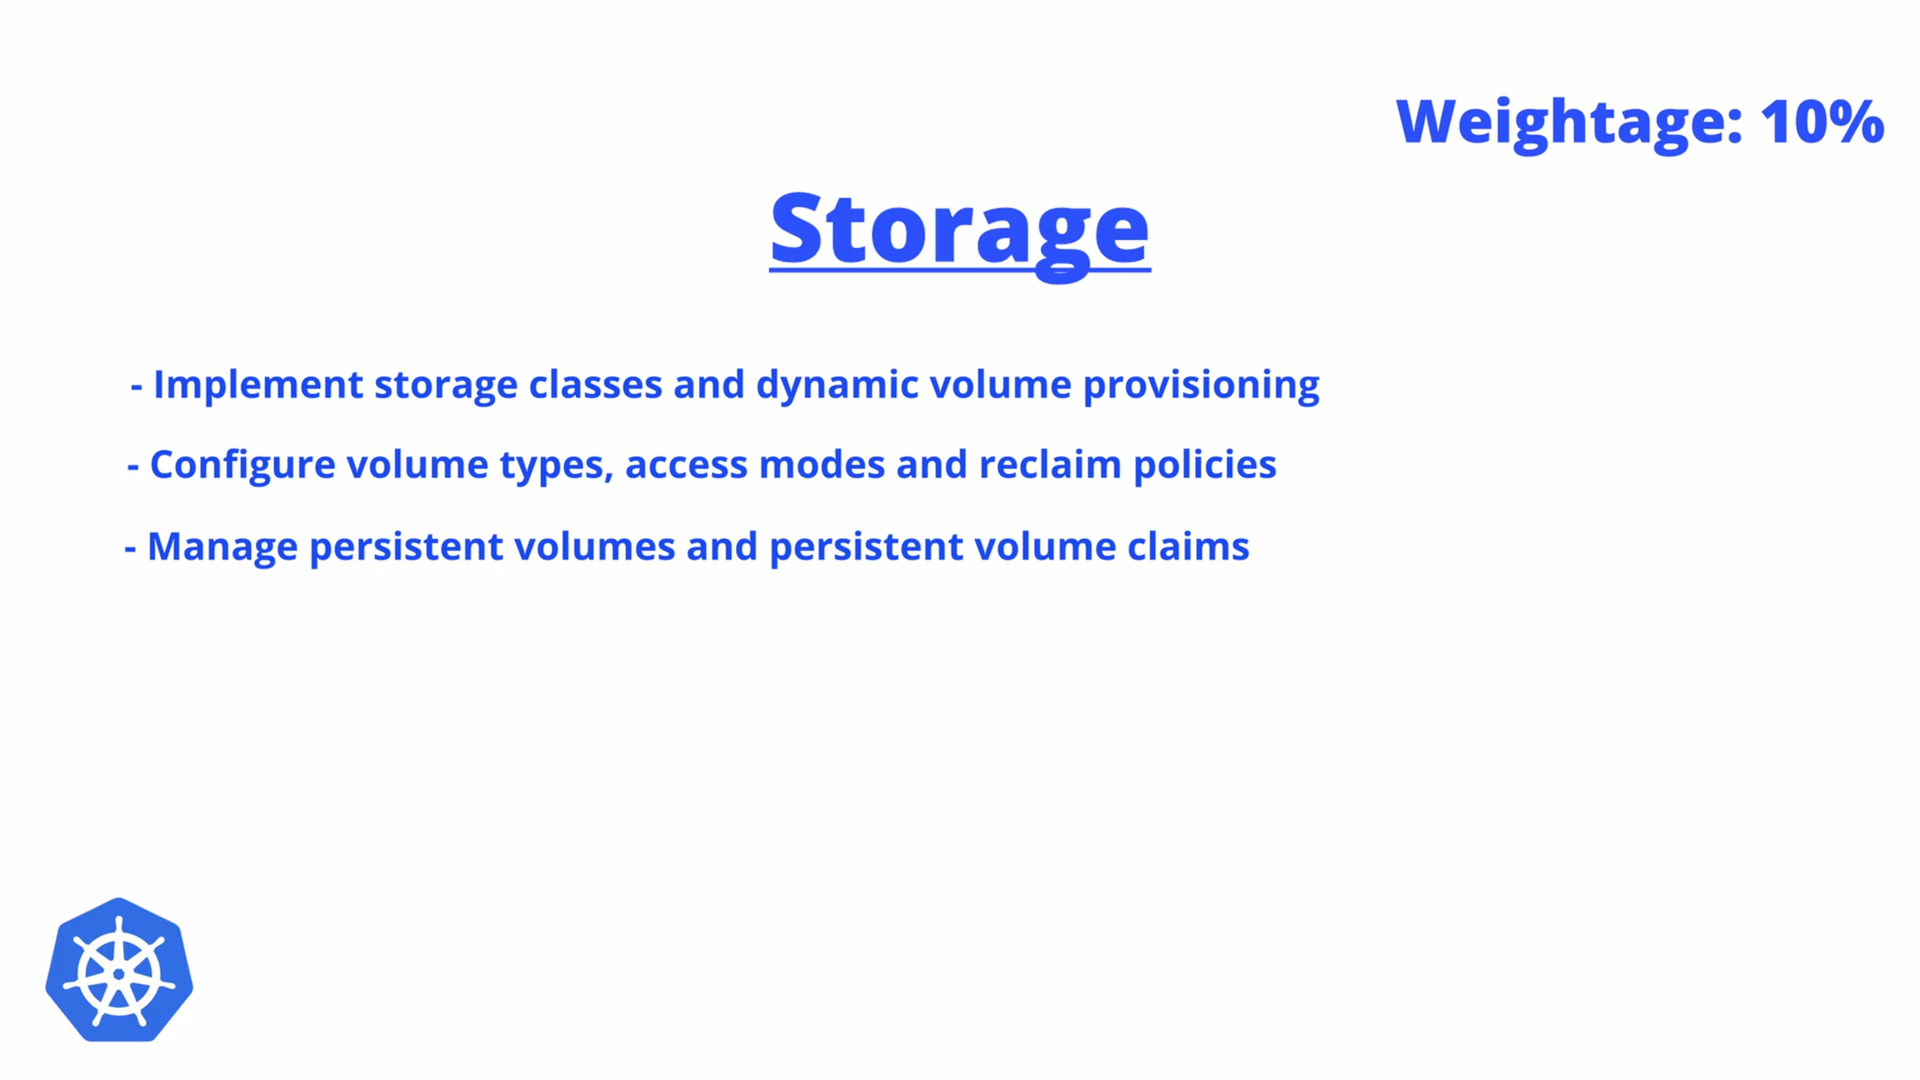 Weightage: 10%
Storage
- Implement storage classes and dynamic volume provisioning
- Configure volume types, access modes and reclaim policies
- Manage persistent volumes and persistent volume claims